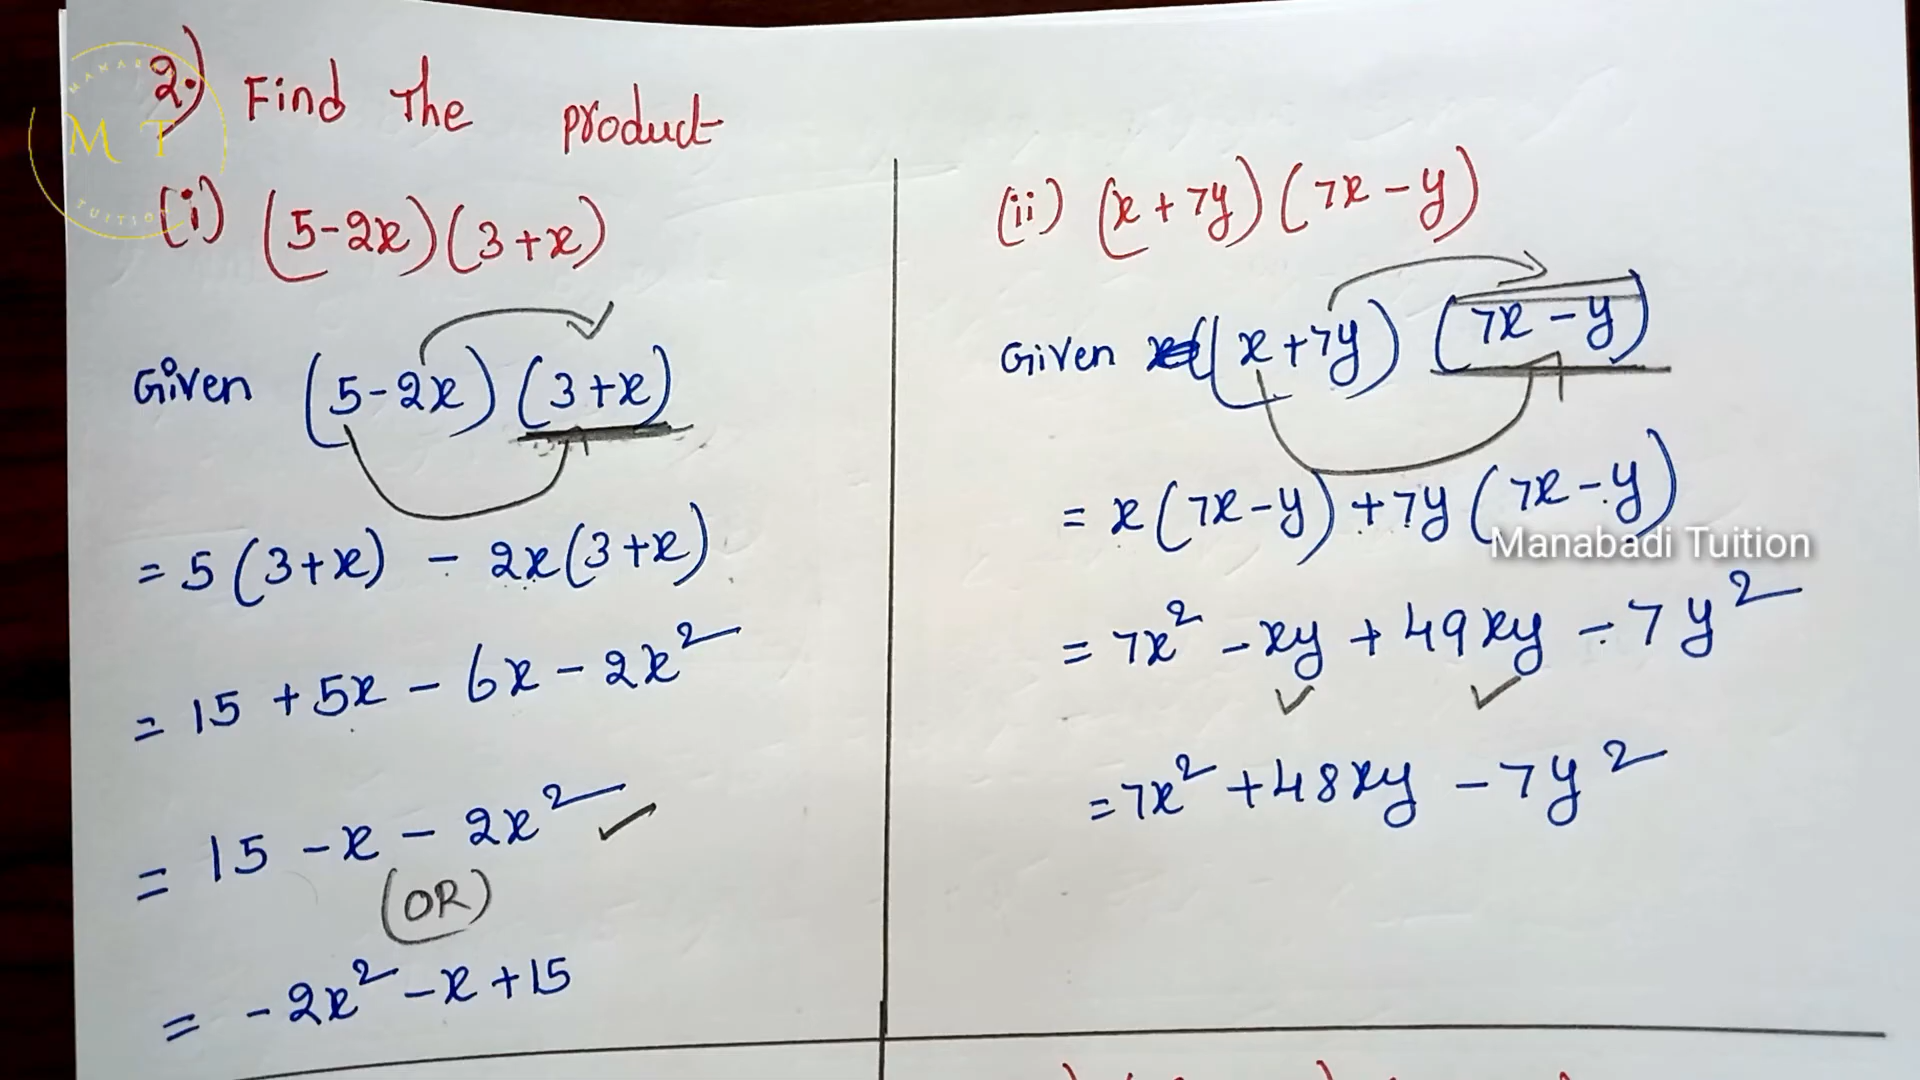 2.) Find The product
MANABADI
M T
TUITION
(i) (5-2x)(3+x)
Given (5-2x) (3+x)
= 5(3+x) - 2x(3+x)
= 15 + 5x - 6x - 2x²
= 15 - x - 2x² ✓
(OR)
= -2x² - x + 15
(ii) (x+7y) (7x-y)
Given (x+7y) (7x-y)
= x(7x-y) + 7y(7x-y)
Manabadi Tuition
= 7x² - xy + 49xy - 7y²
✓ ✓
= 7x² + 48xy - 7y²